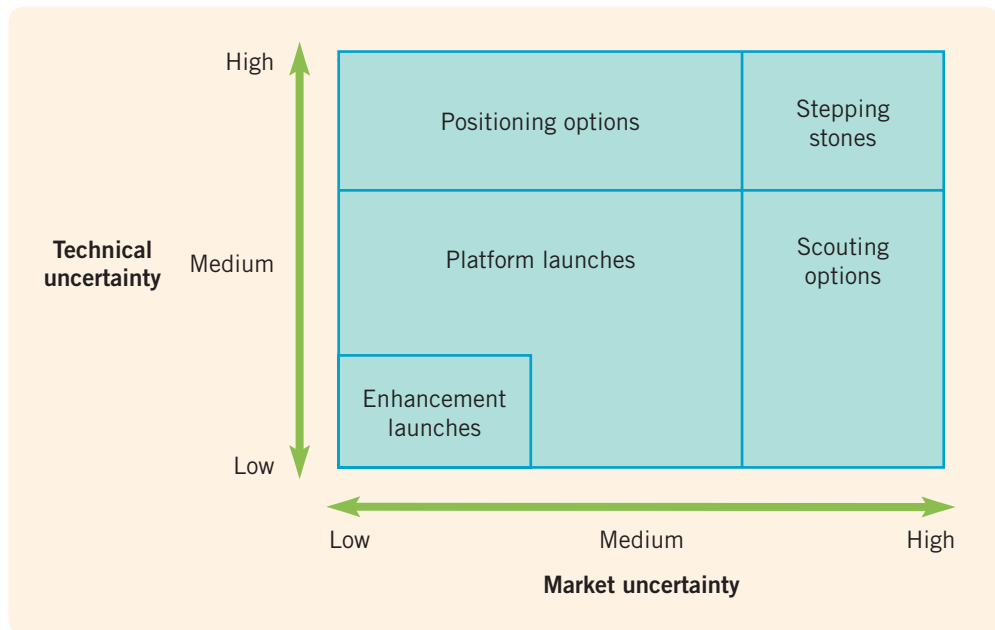 High
Positioning options
Stepping
stones
Technical
uncertainty
Medium
Platform launches
Scouting
options
Enhancement
launches
Low
Low
Medium
High
Market uncertainty